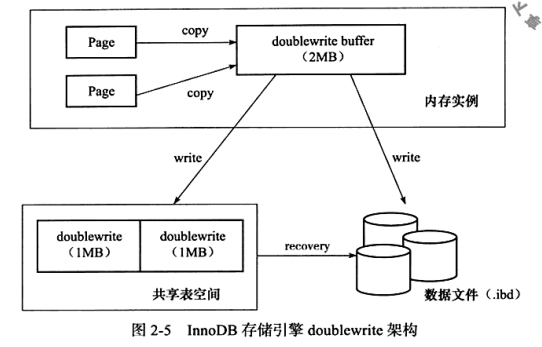 Page
copy
doublewrite buffer
（2MB）
Page
copy
内存实例
write
write
doublewrite
（1MB）
doublewrite
（1MB）
recovery
共享表空间
数据文件（.ibd）
图 2-5 InnoDB 存储引擎 doublewrite 架构